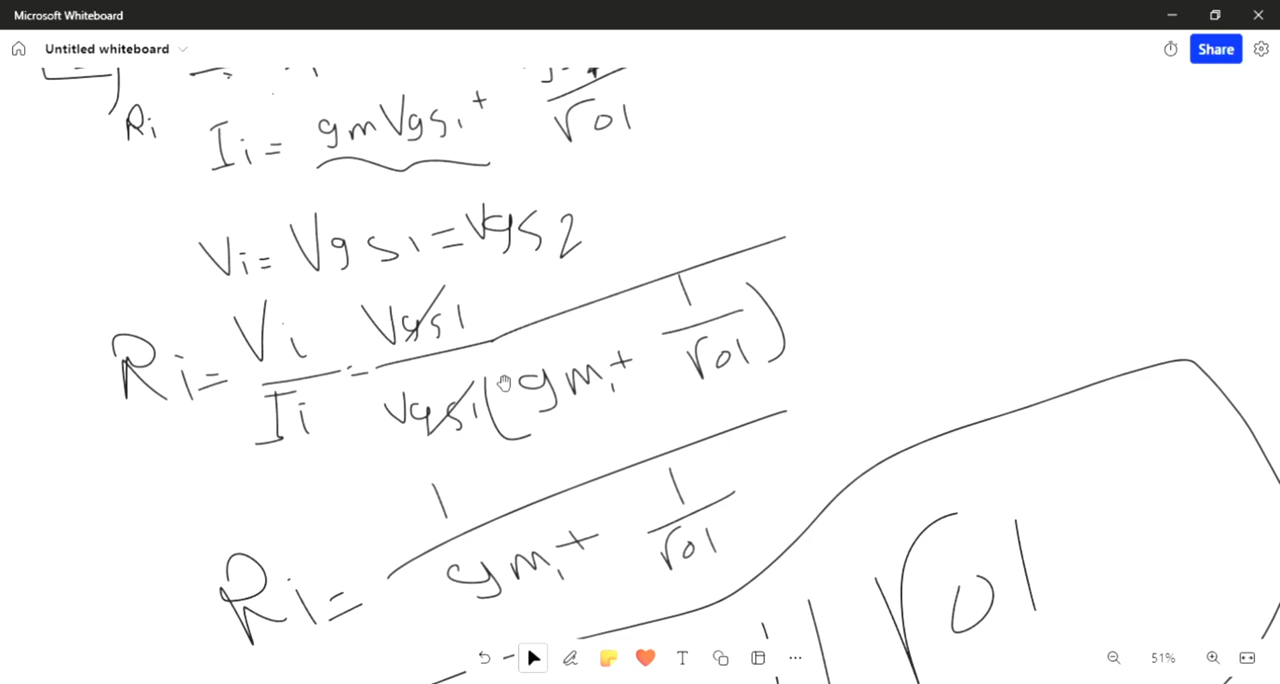 Microsoft Whiteboard
Untitled whiteboard
Share
Ri
Ii = gmVgs1 + / ro1
Vi = Vgs1 = Vgs2
Ri = Vi / Ii = Vgs1 / Vgs1 (gm1 + 1 / ro1)
Ri = 1 / gm1 + 1 / ro1
ro1
51%